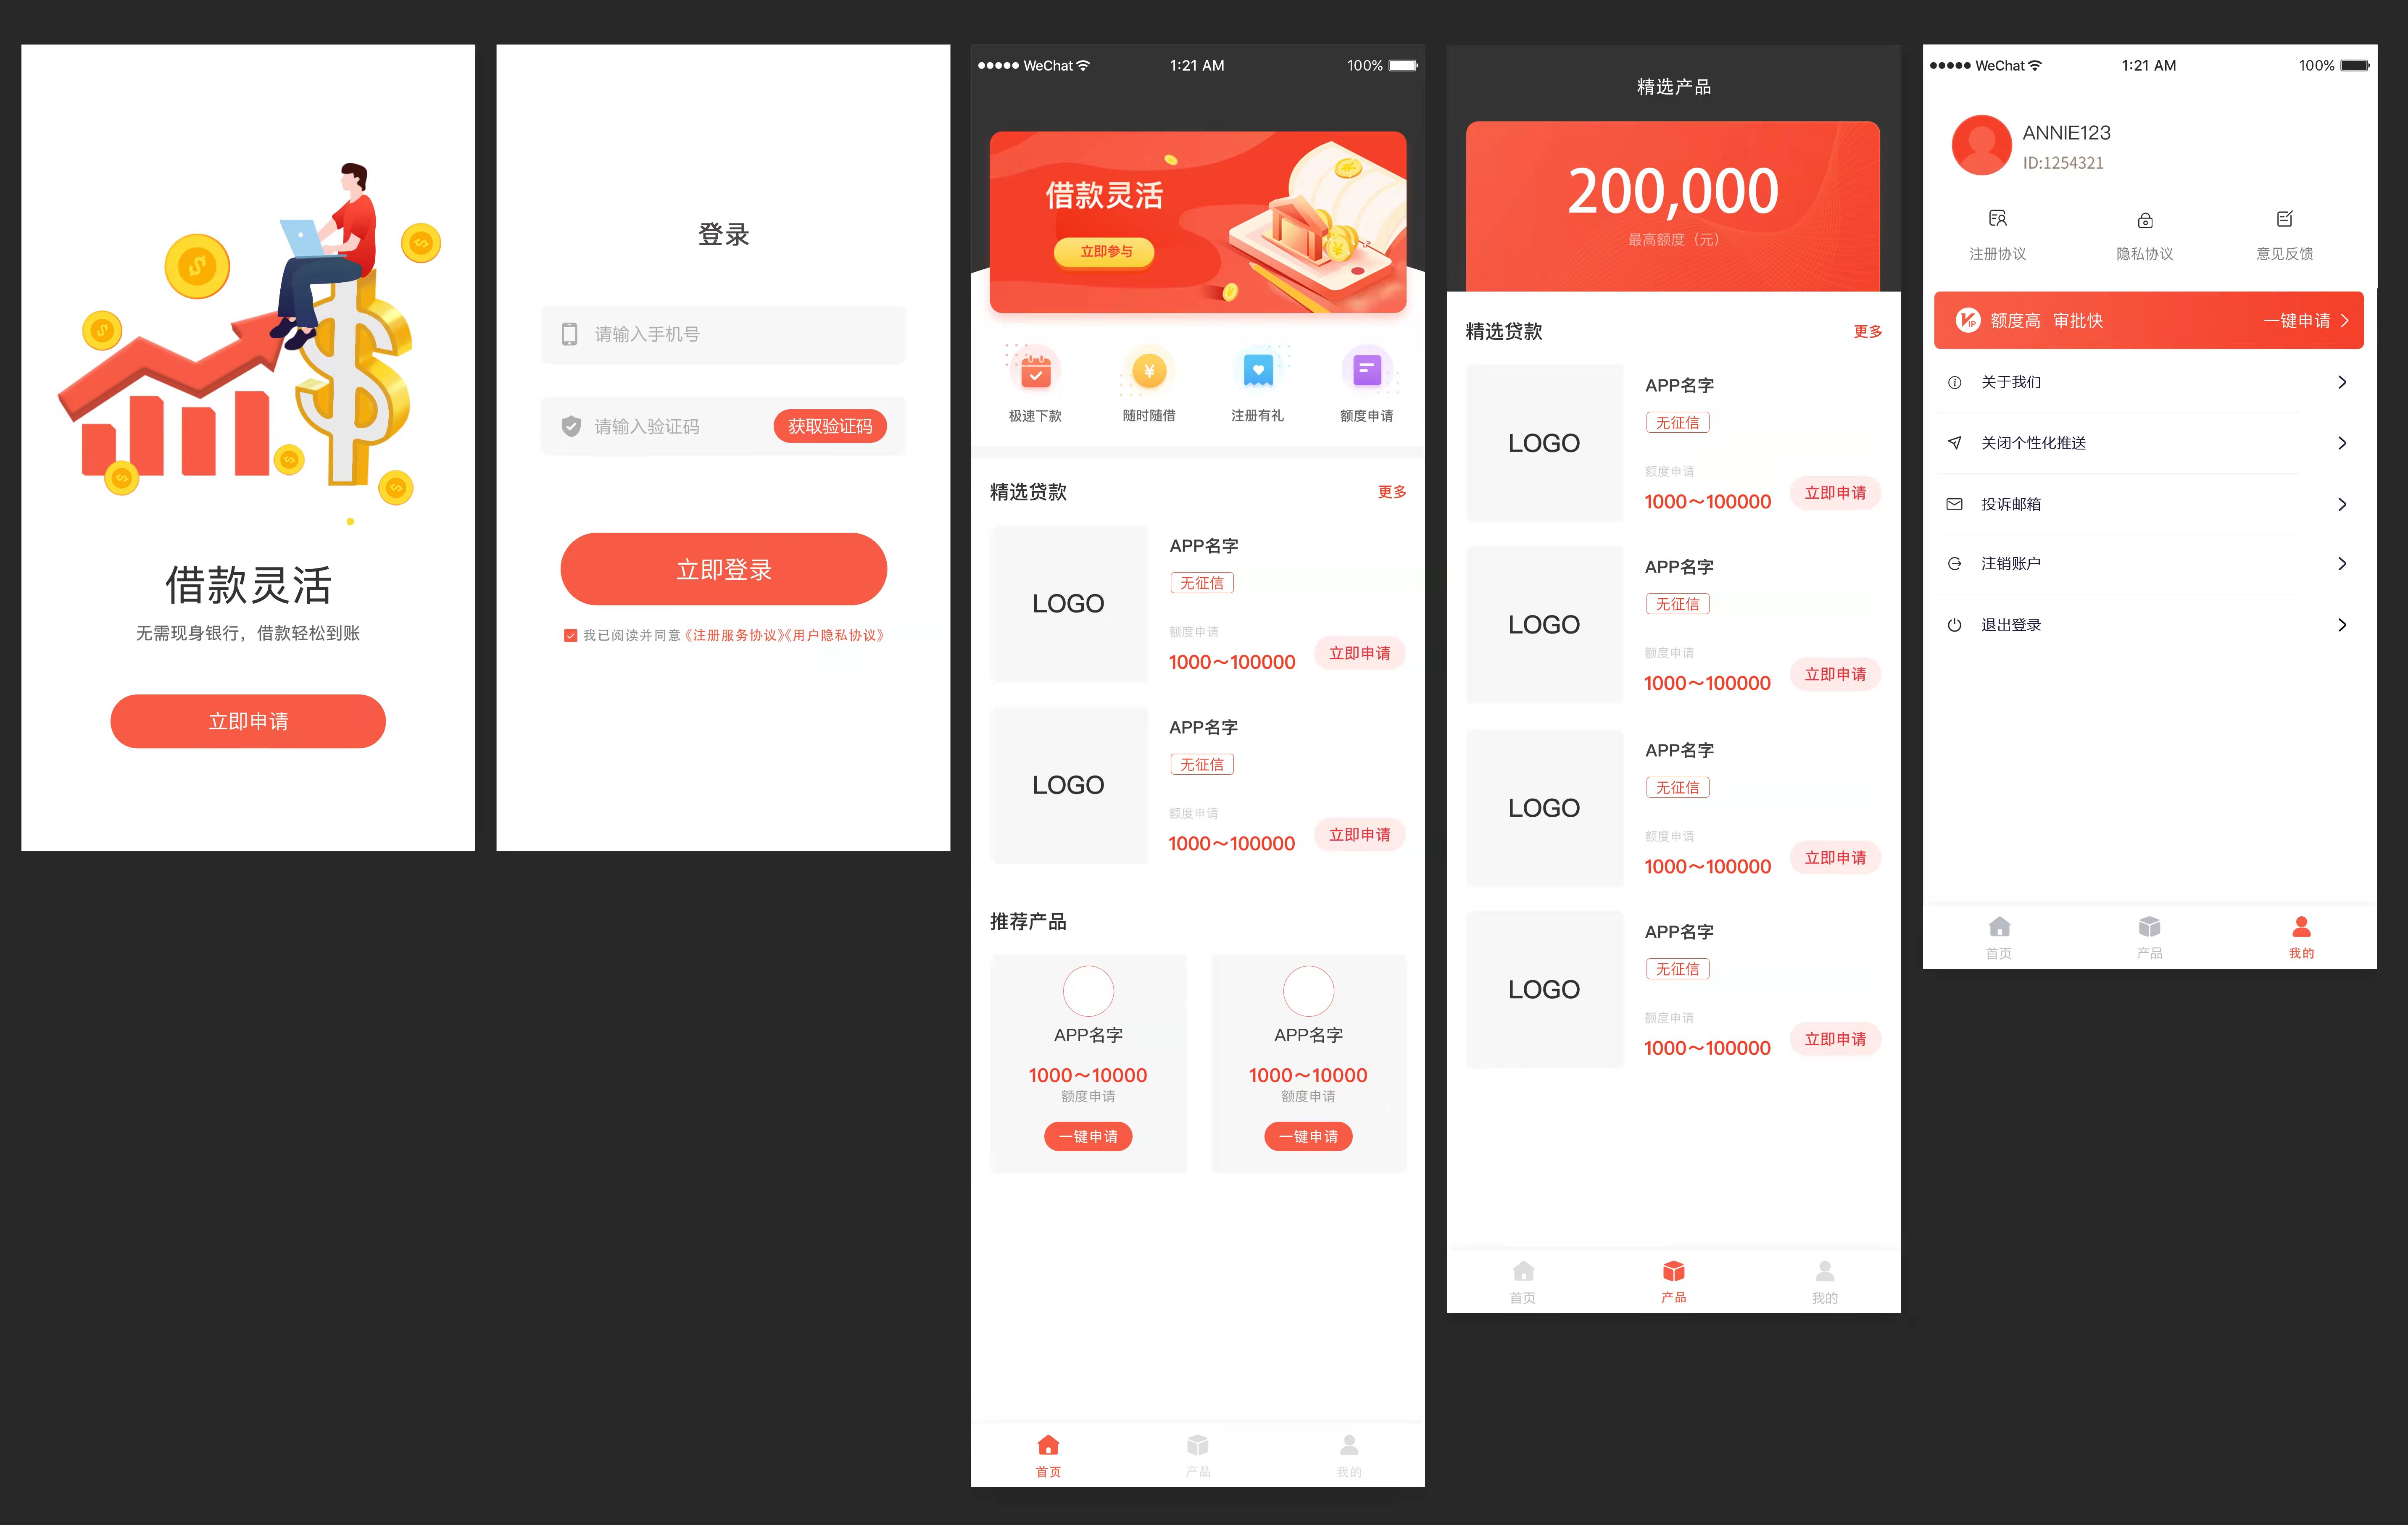 借款灵活
无需现身银行，借款轻松到账
立即申请
登录
请输入手机号
请输入验证码 获取验证码
立即登录
我已阅读并同意《注册服务协议》《用户隐私协议》
WeChat 1:21 AM 100%
借款灵活
立即参与
极速下款 随时随借 注册有礼 额度申请
精选贷款 更多
LOGO
APP名字
无征信
额度申请
1000～100000 立即申请
LOGO
APP名字
无征信
额度申请
1000～100000 立即申请
推荐产品
APP名字
1000～10000
额度申请
一键申请
APP名字
1000～10000
额度申请
一键申请
首页 产品 我的
精选产品
200,000
最高额度（元）
精选贷款 更多
LOGO
APP名字
无征信
额度申请
1000～100000 立即申请
LOGO
APP名字
无征信
额度申请
1000～100000 立即申请
LOGO
APP名字
无征信
额度申请
1000～100000 立即申请
LOGO
APP名字
无征信
额度申请
1000～100000 立即申请
首页 产品 我的
WeChat 1:21 AM 100%
ANNIE123
ID:1254321
注册协议 隐私协议 意见反馈
VIP 额度高 审批快 一键申请
关于我们
关闭个性化推送
投诉邮箱
注销账户
退出登录
首页 产品 我的